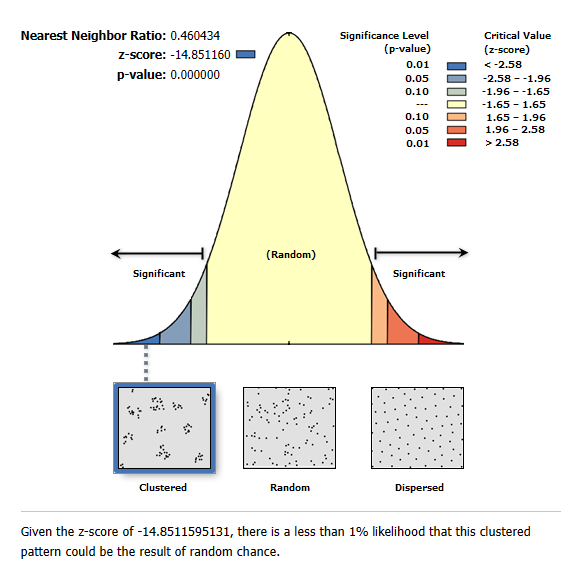 Nearest Neighbor Ratio: 0.460434
z-score: -14.851160
p-value: 0.000000
Significance Level
(p-value)
Critical Value
(z-score)
0.01 < -2.58
0.05 -2.58 – -1.96
0.10 -1.96 – -1.65
--- -1.65 – 1.65
0.10 1.65 – 1.96
0.05 1.96 – 2.58
0.01 > 2.58
(Random)
Significant
Significant
Clustered
Random
Dispersed
Given the z-score of -14.8511595131, there is a less than 1% likelihood that this clustered
pattern could be the result of random chance.